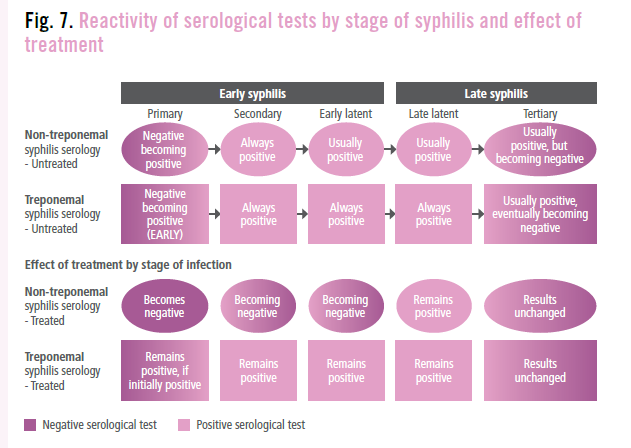 Fig. 7. Reactivity of serological tests by stage of syphilis and effect of
treatment
Early syphilis
Late syphilis
Primary
Secondary
Early latent
Late latent
Tertiary
Non-treponemal
syphilis serology
- Untreated
Negative
becoming
positive
Always
positive
Usually
positive
Usually
positive
Usually
positive, but
becoming negative
Treponemal
syphilis serology
- Untreated
Negative
becoming
positive
(EARLY)
Always
positive
Always
positive
Always
positive
Usually positive,
eventually becoming
negative
Effect of treatment by stage of infection
Non-treponemal
syphilis serology
- Treated
Becomes
negative
Becoming
negative
Becoming
negative
Remains
positive
Results
unchanged
Treponemal
syphilis serology
- Treated
Remains
positive, if
initially positive
Remains
positive
Remains
positive
Remains
positive
Results
unchanged
Negative serological test
Positive serological test